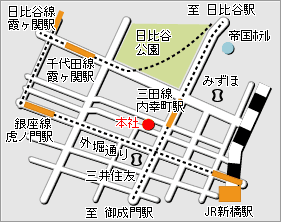 至 日比谷駅
日比谷線
霞ヶ関駅
日比谷
公園
帝国ホテル
千代田線
霞ヶ関駅
みずほ
三田線
内幸町駅
銀座線
虎ノ門駅
本社
外堀通り
三井住友
至 御成門駅
JR新橋駅